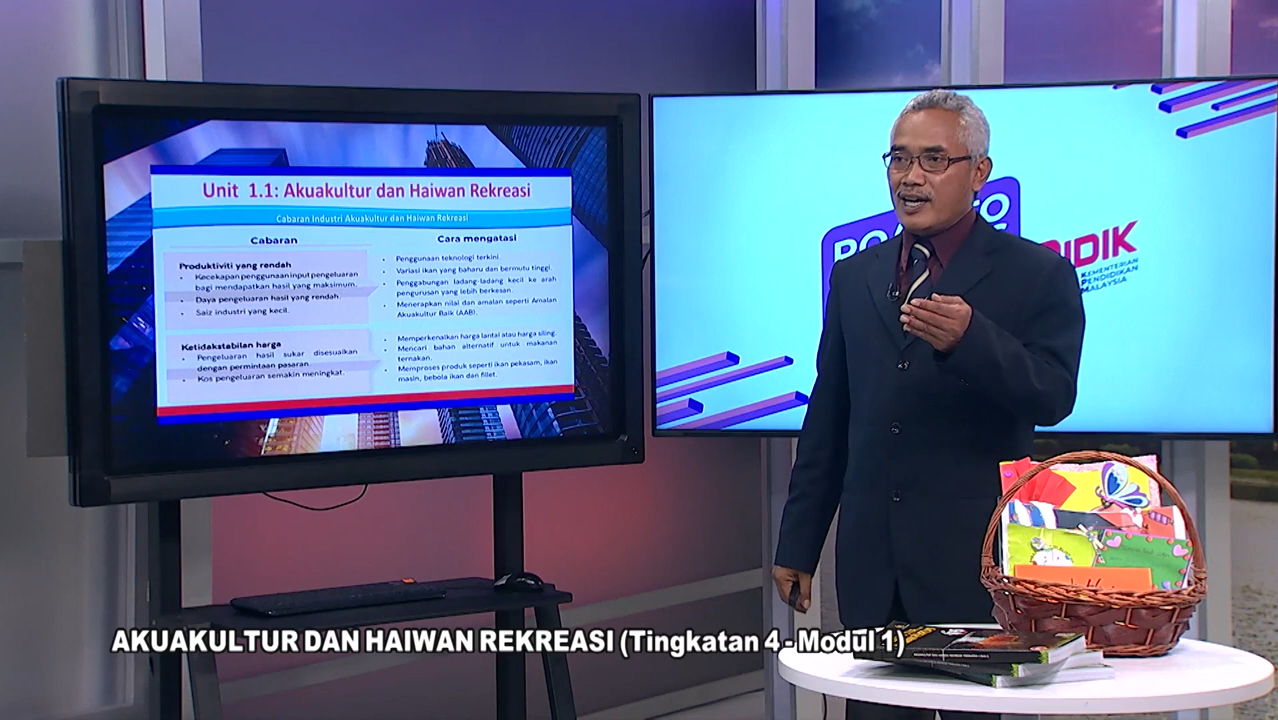 Unit 1.1: Akuakultur dan Haiwan Rekreasi
Cabaran Industri Akuakultur dan Haiwan Rekreasi
Cabaran
Produktiviti yang rendah
• Kecekapan penggunaan input pengeluaran
bagi mendapatkan hasil yang maksimum.
• Daya pengeluaran hasil yang rendah.
• Saiz industri yang kecil.
Ketidakstabilan harga
• Pengeluaran hasil sukar disesuaikan
dengan permintaan pasaran.
• Kos pengeluaran semakin meningkat.
Cara mengatasi
• Penggunaan teknologi terkini.
• Variasi ikan yang baharu dan bermutu tinggi.
• Penggabungan ladang-ladang kecil ke arah
pengurusan yang lebih berkesan.
• Menerapkan nilai dan amalan seperti Amalan
Akuakultur Baik (AAB).
• Memperkenalkan harga lantai atau harga siling.
• Mencari bahan alternatif untuk makanan
ternakan.
• Memproses produk seperti ikan pekasam, ikan
masin, bebola ikan dan fillet.
TO
DIDIK
KEMENTERIAN
PENDIDIKAN
MALAYSIA
AKUAKULTUR DAN HAIWAN REKREASI (Tingkatan 4 - Modul 1)